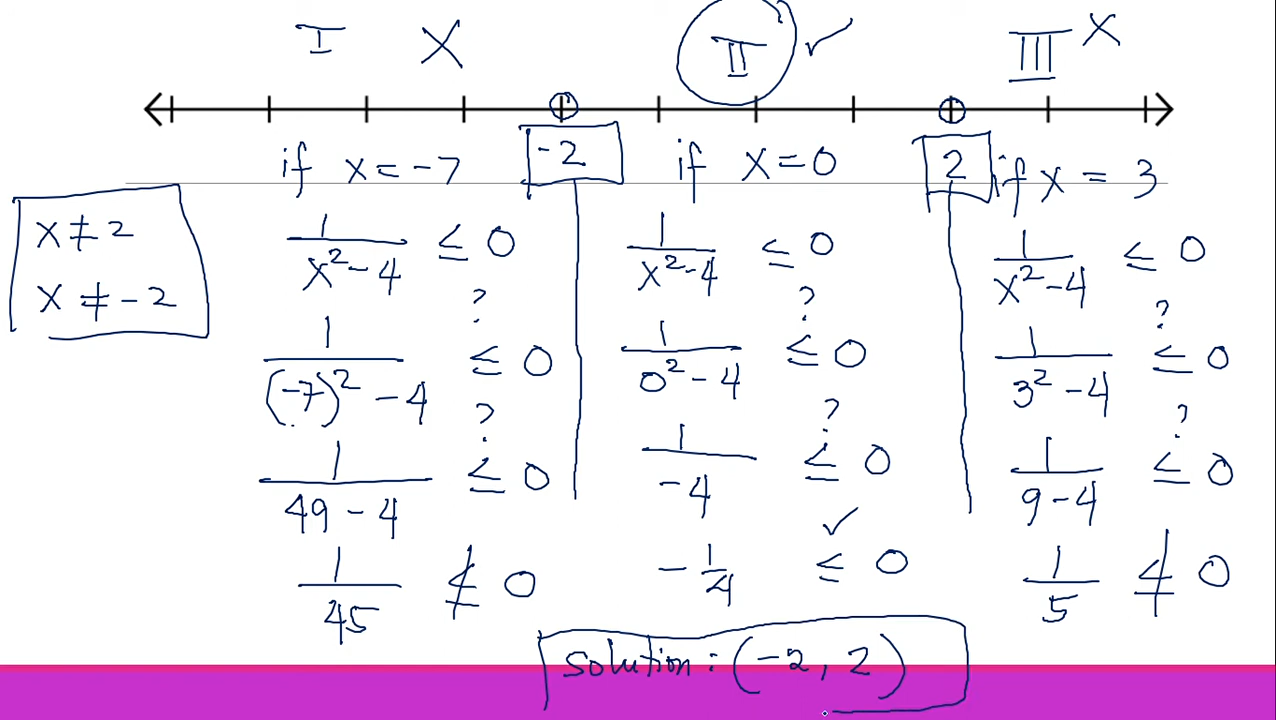 I X II ✓ III X
-2 2
if x = -7 if x = 0 if x = 3
x ≠ 2
x ≠ -2
1/(x² - 4) ≤ 0 1/(x² - 4) ≤ 0 1/(x² - 4) ≤ 0
? ? ?
1/((-7)² - 4) ≤ 0 1/(0² - 4) ≤ 0 1/(3² - 4) ≤ 0
? ? ?
1/(49 - 4) ≤ 0 1/-4 ≤ 0 1/(9 - 4) ≤ 0
✓
1/45 ≰ 0 -1/4 ≤ 0 1/5 ≰ 0
solution: (-2, 2)